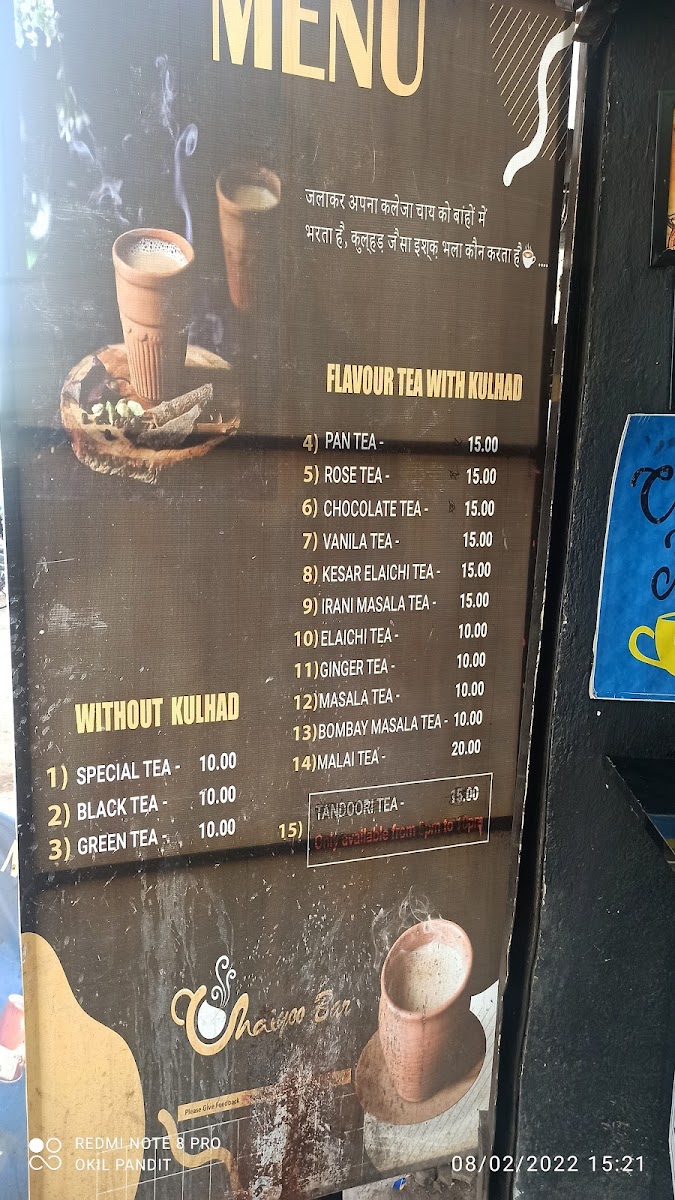 MENU
जलाकर अपना कलेजा चाय को बांहों में
भरता है, कुल्हड़ जैसा इश्क़ भला कौन करता है ....
FLAVOUR TEA WITH KULHAD
4) PAN TEA - 15.00
5) ROSE TEA - 15.00
6) CHOCOLATE TEA - 15.00
7) VANILA TEA - 15.00
8) KESAR ELAICHI TEA - 15.00
9) IRANI MASALA TEA - 15.00
10) ELAICHI TEA - 10.00
11) GINGER TEA - 10.00
12) MASALA TEA - 10.00
13) BOMBAY MASALA TEA - 10.00
14) MALAI TEA - 20.00
15) TANDOORI TEA - 15.00
Only available from to
WITHOUT KULHAD
1) SPECIAL TEA - 10.00
2) BLACK TEA - 10.00
3) GREEN TEA - 10.00
Chaiyoo Bar
Please Give Feedback
REDMI NOTE 8 PRO
OKIL PANDIT
08/02/2022 15:21